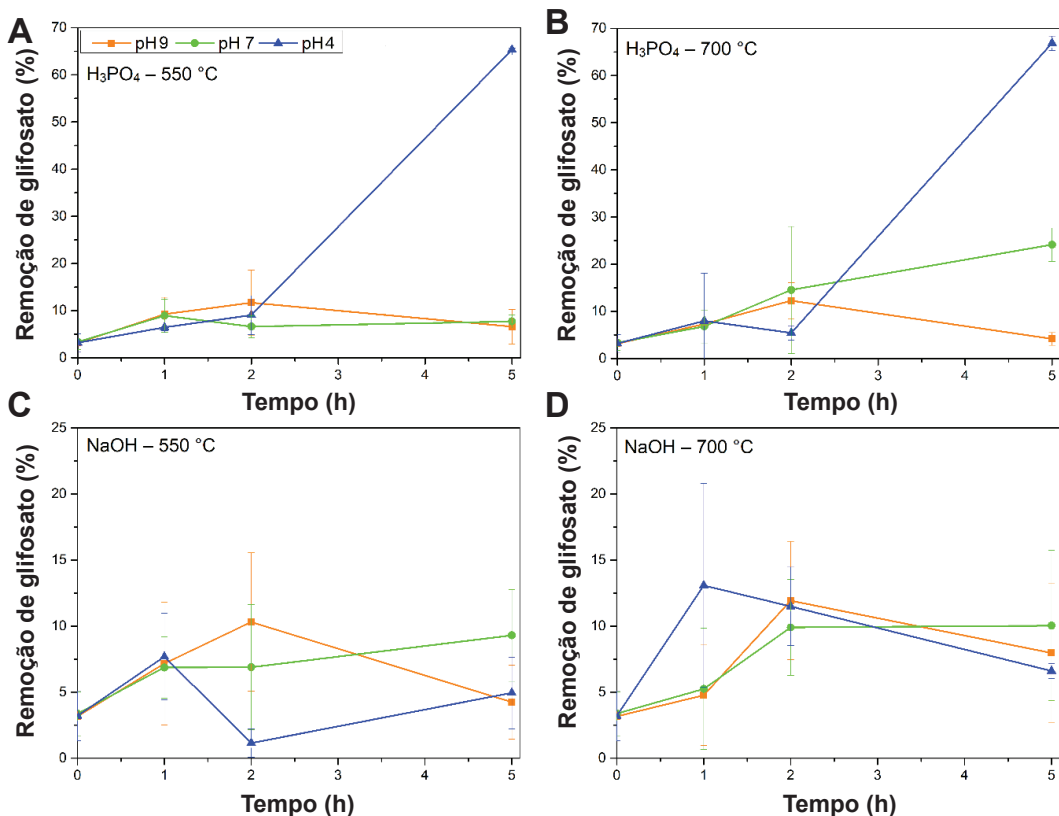 A
pH 9 pH 7 pH 4
H₃PO₄ – 550 °C
Remoção de glifosato (%)
70
60
50
40
30
20
10
0
0 1 2 3 4 5
Tempo (h)
B
H₃PO₄ – 700 °C
Remoção de glifosato (%)
70
60
50
40
30
20
10
0
0 1 2 3 4 5
Tempo (h)
C
NaOH – 550 °C
Remoção de glifosato (%)
25
20
15
10
5
0
0 1 2 3 4 5
Tempo (h)
D
NaOH – 700 °C
Remoção de glifosato (%)
25
20
15
10
5
0
0 1 2 3 4 5
Tempo (h)